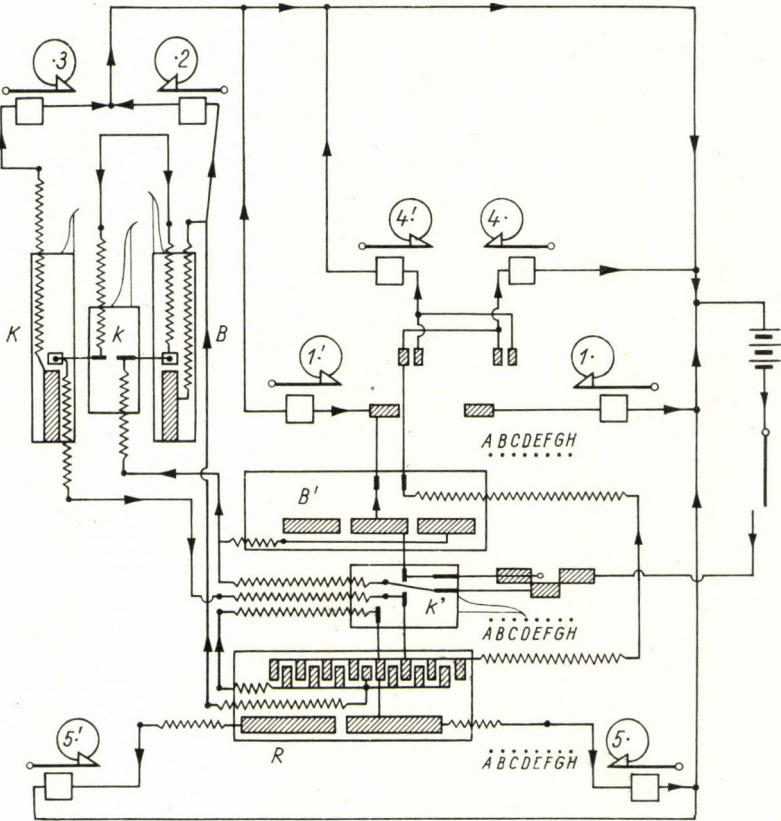 ·3
·2
4!
4·
K
k
B
1!
1·
ABCDEFGH
B'
K'
ABCDEFGH
R
5!
5·
ABCDEFGH